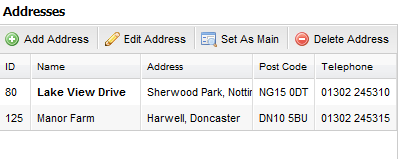 Addresses
Add Address Edit Address Set As Main Delete Address
ID Name Address Post Code Telephone
80 Lake View Drive Sherwood Park, Nottin NG15 0DT 01302 245310
125 Manor Farm Harwell, Doncaster DN10 5BU 01302 245315